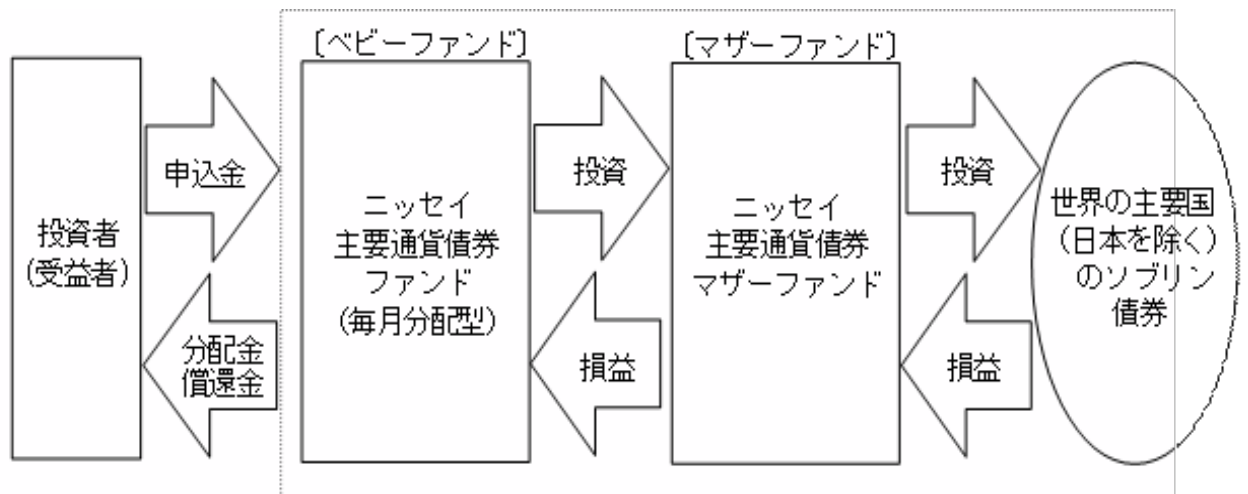 〔ベビーファンド〕
〔マザーファンド〕
投資者
(受益者)
申込金
分配金
償還金
ニッセイ
主要通貨債券
ファンド
(毎月分配型)
投資
損益
ニッセイ
主要通貨債券
マザーファンド
投資
損益
世界の主要国
(日本を除く)
のソブリン
債券